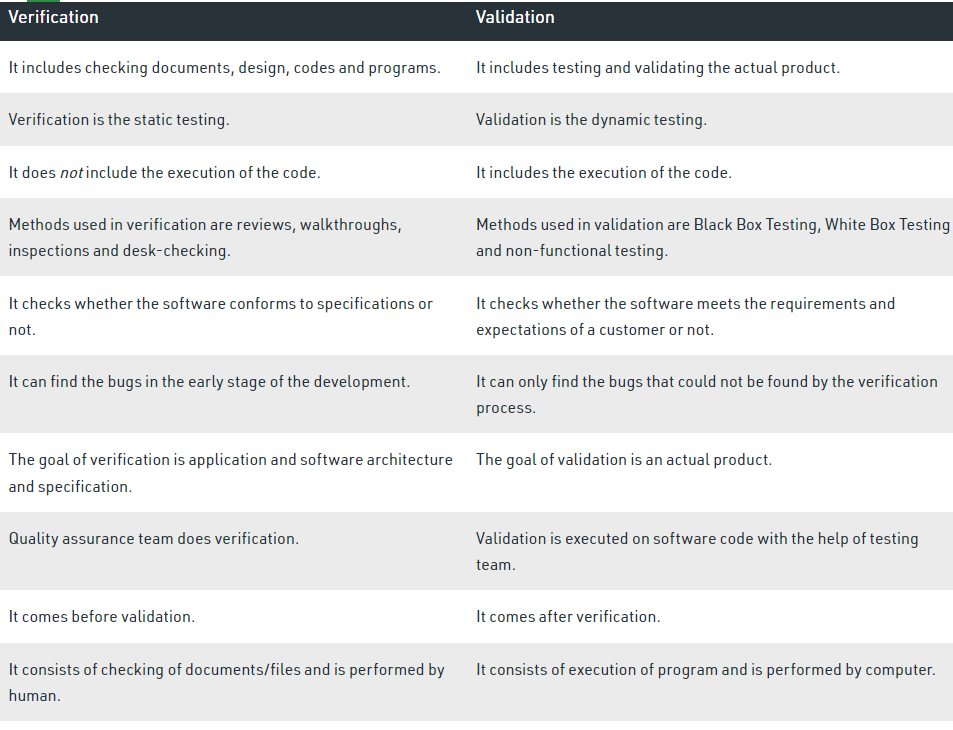 Verification
Validation
It includes checking documents, design, codes and programs.
It includes testing and validating the actual product.
Verification is the static testing.
Validation is the dynamic testing.
It does not include the execution of the code.
It includes the execution of the code.
Methods used in verification are reviews, walkthroughs,
inspections and desk-checking.
Methods used in validation are Black Box Testing, White Box Testing
and non-functional testing.
It checks whether the software conforms to specifications or
not.
It checks whether the software meets the requirements and
expectations of a customer or not.
It can find the bugs in the early stage of the development.
It can only find the bugs that could not be found by the verification
process.
The goal of verification is application and software architecture
and specification.
The goal of validation is an actual product.
Quality assurance team does verification.
Validation is executed on software code with the help of testing
team.
It comes before validation.
It comes after verification.
It consists of checking of documents/files and is performed by
human.
It consists of execution of program and is performed by computer.